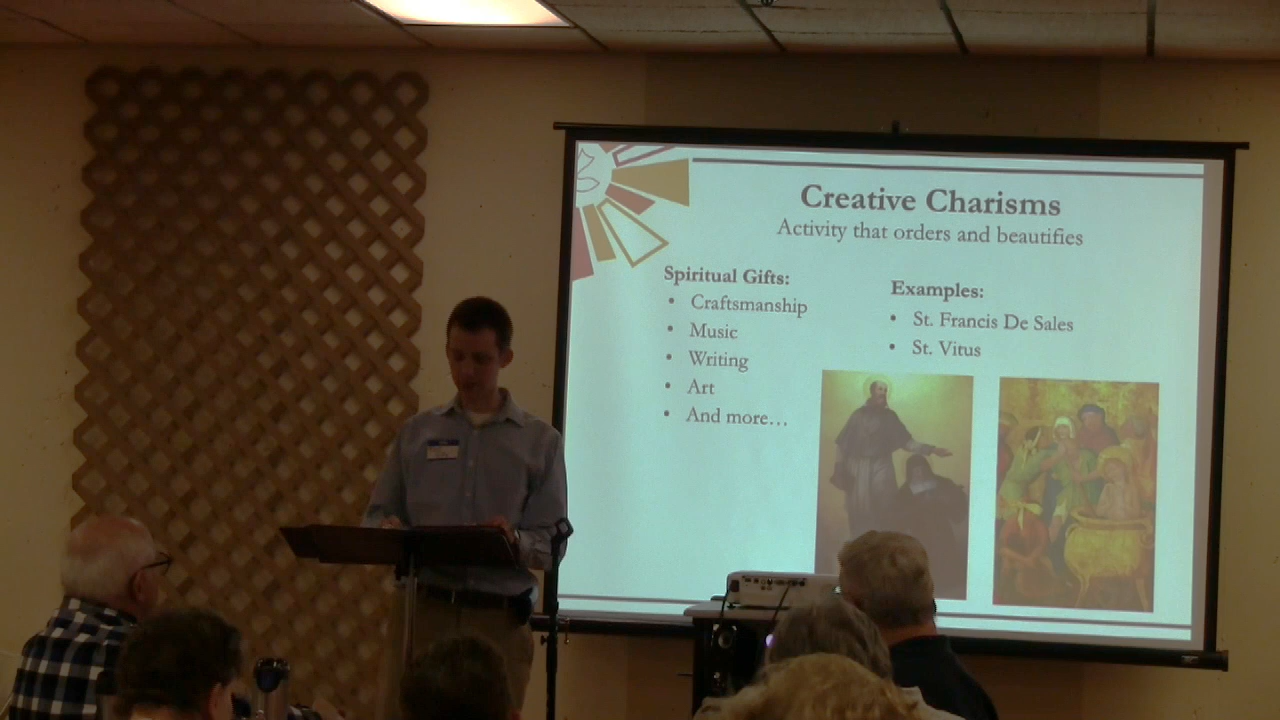 Creative Charisms
Activity that orders and beautifies
Spiritual Gifts:
• Craftsmanship
• Music
• Writing
• Art
• And more…
Examples:
• St. Francis De Sales
• St. Vitus